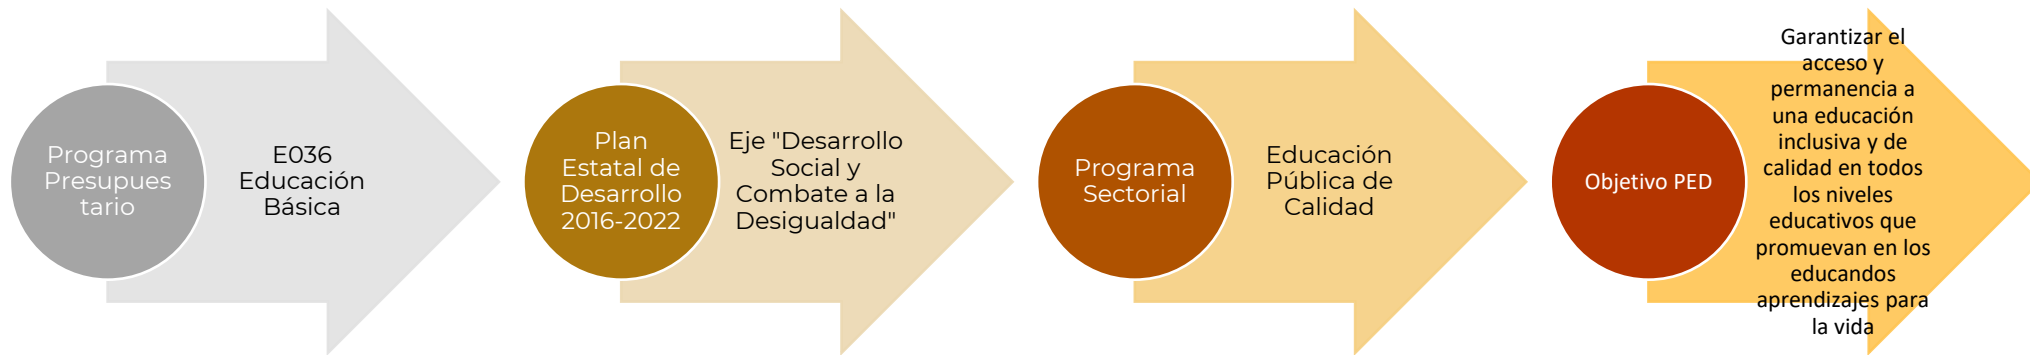 Programa
Presupues
tario
E036
Educación
Básica
Plan
Estatal de
Desarrollo
2016-2022
Eje "Desarrollo
Social y
Combate a la
Desigualdad"
Programa
Sectorial
Educación
Pública de
Calidad
Objetivo PED
Garantizar el
acceso y
permanencia a
una educación
inclusiva y de
calidad en todos
los niveles
educativos que
promuevan en los
educandos
aprendizajes para
la vida